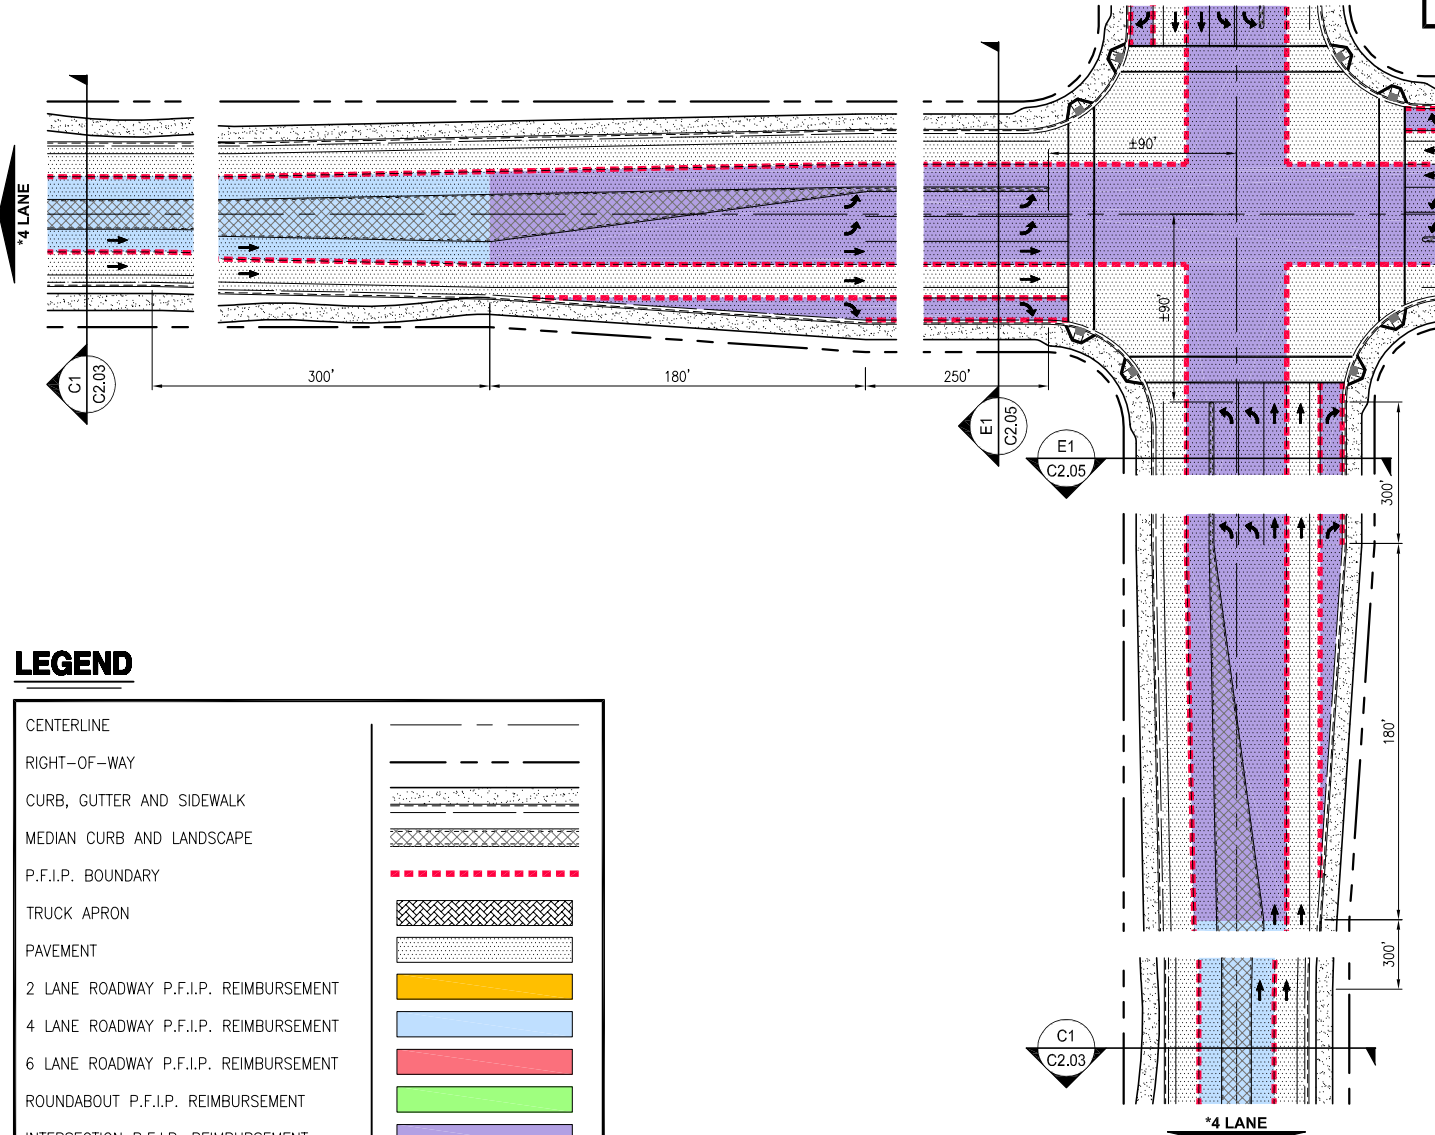 ±90'
*4 LANE
±90'
300'
180'
250'
C1
C2.03
E1
C2.05
E1
C2.05
300'
180'
300'
C1
C2.03
*4 LANE
LEGEND
CENTERLINE
RIGHT-OF-WAY
CURB, GUTTER AND SIDEWALK
MEDIAN CURB AND LANDSCAPE
P.F.I.P. BOUNDARY
TRUCK APRON
PAVEMENT
2 LANE ROADWAY P.F.I.P. REIMBURSEMENT
4 LANE ROADWAY P.F.I.P. REIMBURSEMENT
6 LANE ROADWAY P.F.I.P. REIMBURSEMENT
ROUNDABOUT P.F.I.P. REIMBURSEMENT
INTERSECTION P.F.I.P. REIMBURSEMENT